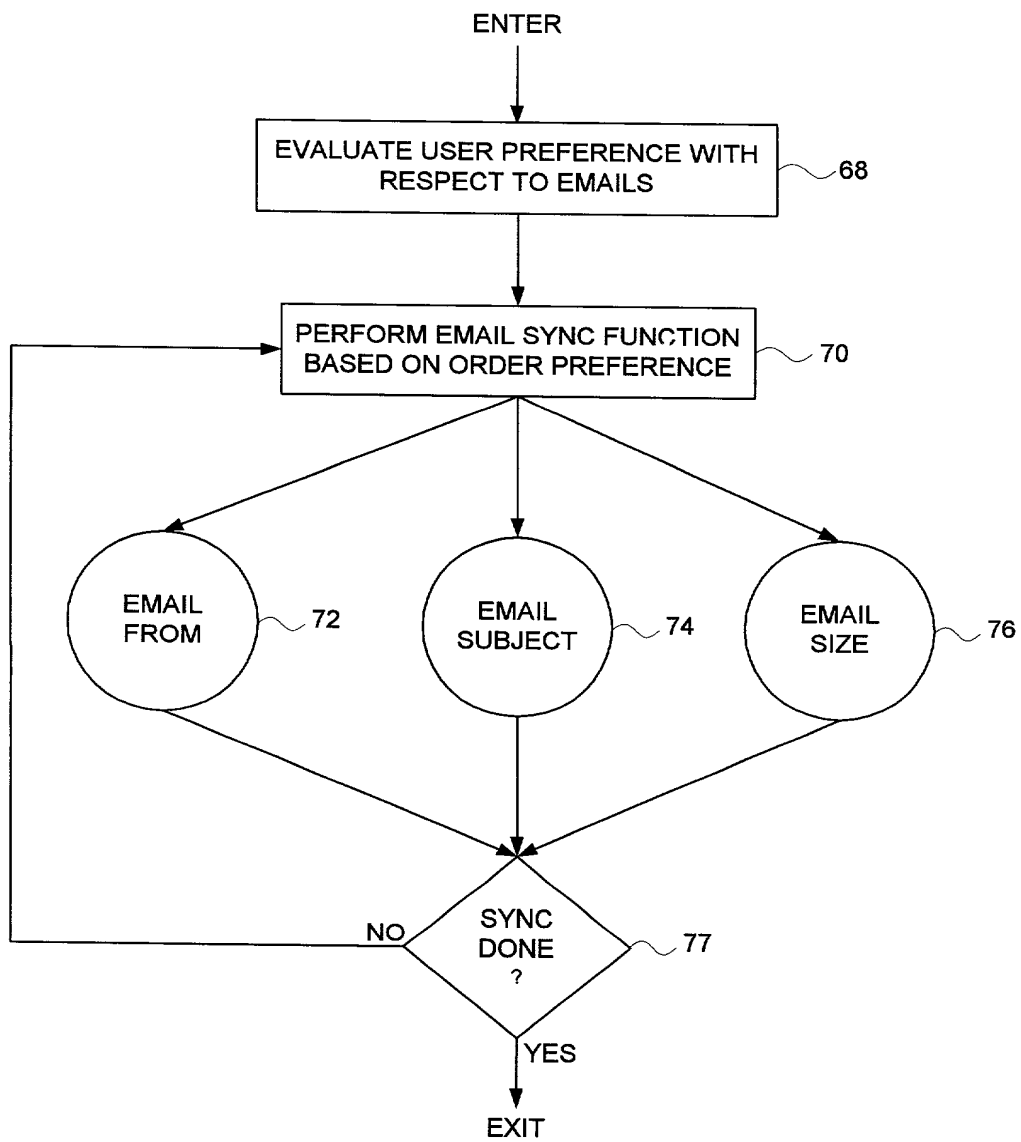 ENTER
EVALUATE USER PREFERENCE WITH
RESPECT TO EMAILS
68
PERFORM EMAIL SYNC FUNCTION
BASED ON ORDER PREFERENCE
70
EMAIL
FROM
72
EMAIL
SUBJECT
74
EMAIL
SIZE
76
NO
SYNC
DONE
?
77
YES
EXIT